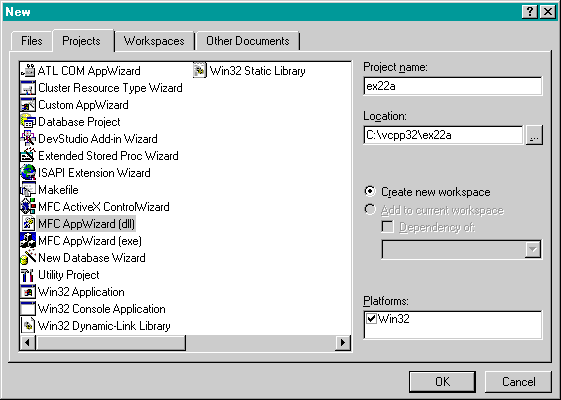 New
Files
Projects
Workspaces
Other Documents
ATL COM AppWizard
Cluster Resource Type Wizard
Custom AppWizard
Database Project
DevStudio Add-in Wizard
Extended Stored Proc Wizard
ISAPI Extension Wizard
Makefile
MFC ActiveX ControlWizard
MFC AppWizard (dll)
MFC AppWizard (exe)
New Database Wizard
Utility Project
Win32 Application
Win32 Console Application
Win32 Dynamic-Link Library
Win32 Static Library
Project name:
ex22a
Location:
C:\vcpp32\ex22a
...
Create new workspace
Add to current workspace
Dependency of:
Platforms:
Win32
OK
Cancel